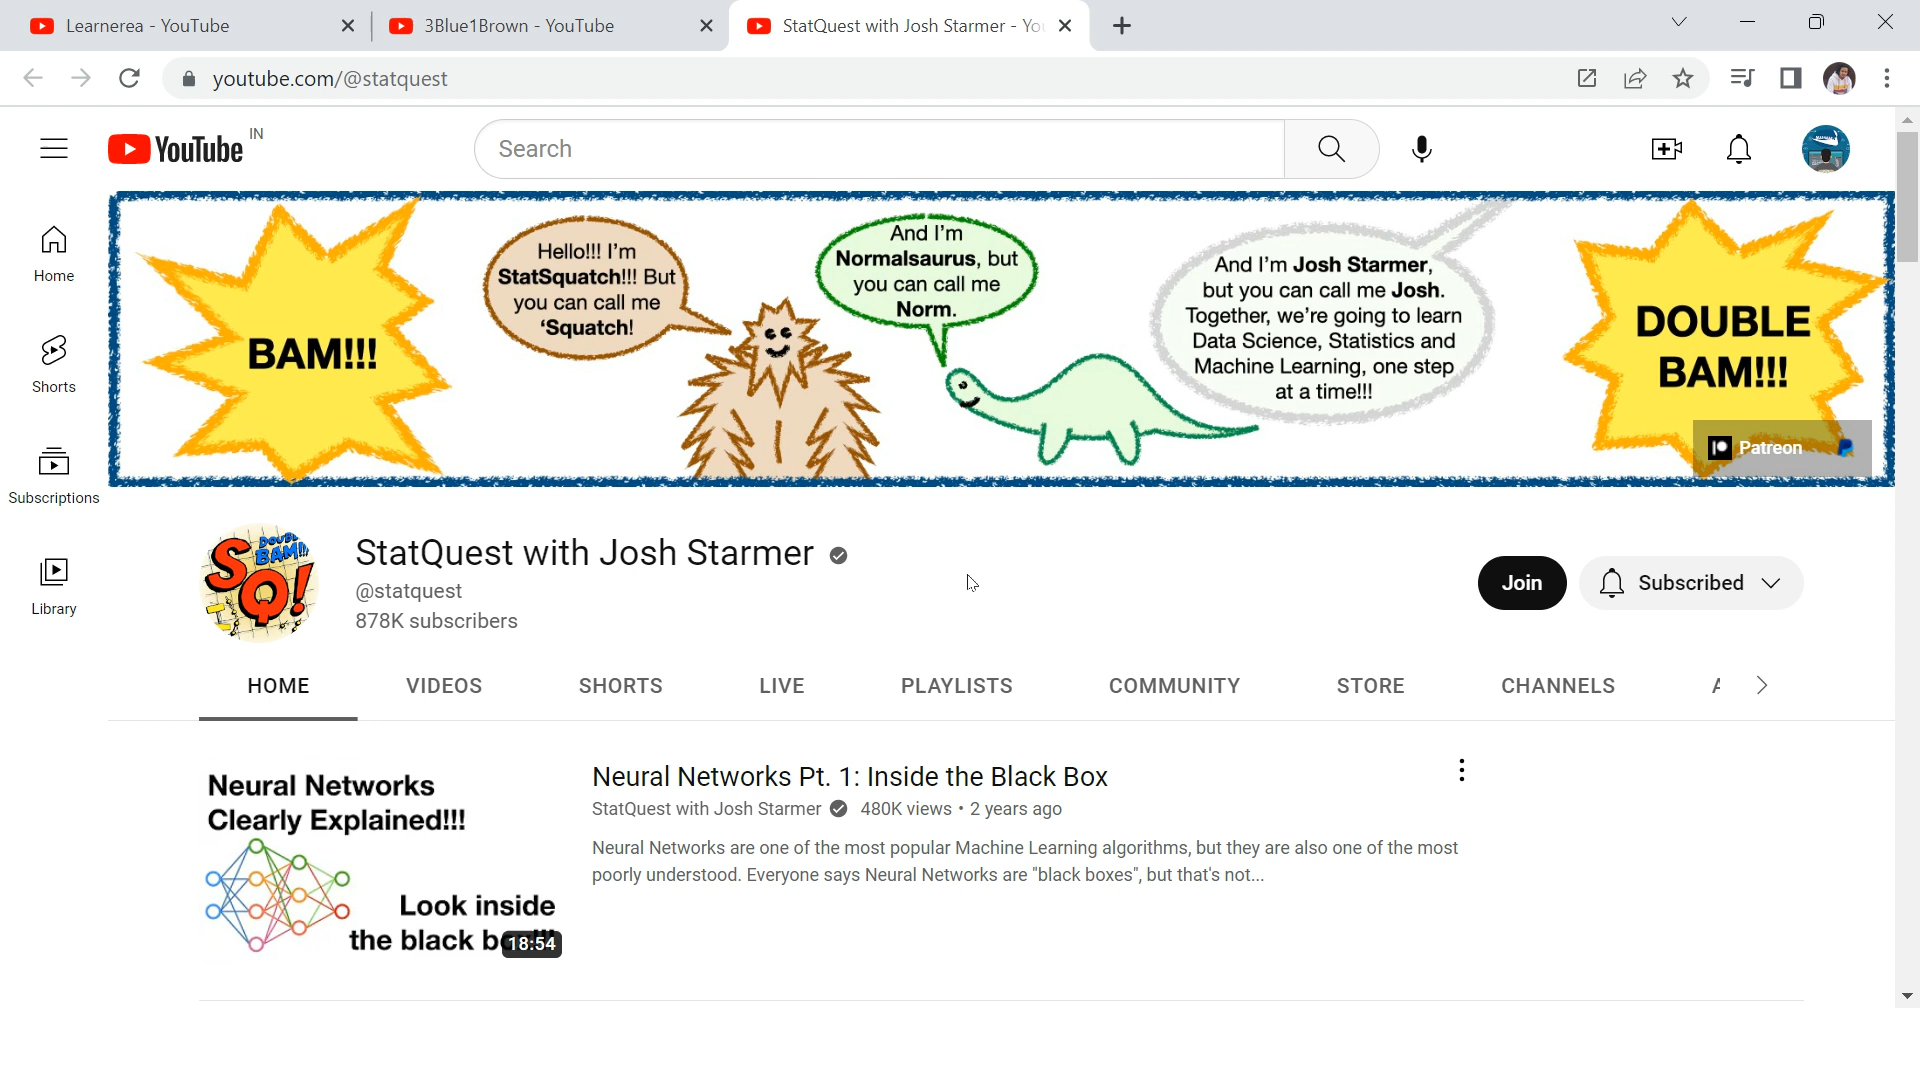 Learnerea - YouTube
3Blue1Brown - YouTube
StatQuest with Josh Starmer - You
youtube.com/@statquest
YouTube IN
Search
BAM!!!
Hello!!! I'm
StatSquatch!!! But
you can call me
'Squatch!
And I'm
Normalsaurus, but
you can call me
Norm.
And I'm Josh Starmer,
but you can call me Josh.
Together, we're going to learn
Data Science, Statistics and
Machine Learning, one step
at a time!!!
DOUBLE
BAM!!!
Patreon
Home
Shorts
Subscriptions
Library
DOUBLE
BAM!!!
SQ!
StatQuest with Josh Starmer
@statquest
878K subscribers
Join
Subscribed
HOME VIDEOS SHORTS LIVE PLAYLISTS COMMUNITY STORE CHANNELS
Neural Networks
Clearly Explained!!!
Look inside
the black
18:54
Neural Networks Pt. 1: Inside the Black Box
StatQuest with Josh Starmer 480K views • 2 years ago
Neural Networks are one of the most popular Machine Learning algorithms, but they are also one of the most
poorly understood. Everyone says Neural Networks are "black boxes", but that's not...